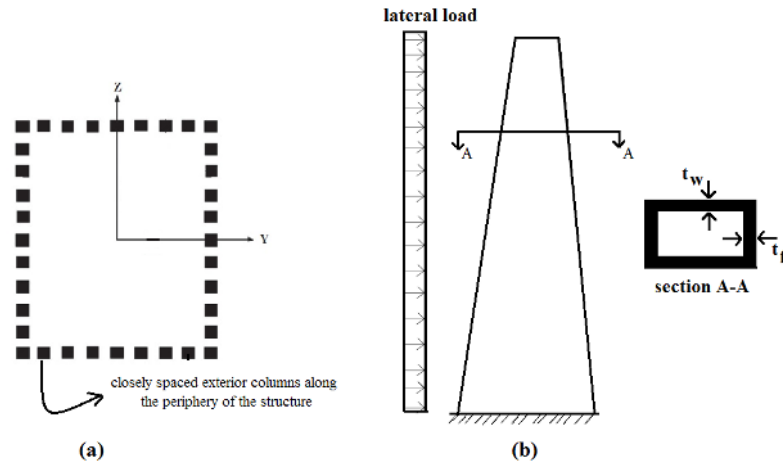 lateral load
Z
Y
closely spaced exterior columns along
the periphery of the structure
(a)
A
A
t w
t f
section A-A
(b)